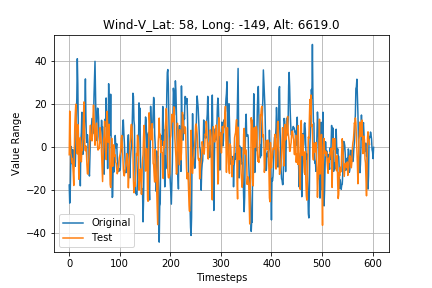 Wind-V_Lat: 58, Long: -149, Alt: 6619.0
Value Range
40
20
0
−20
−40
Original
Test
0 100 200 300 400 500 600
Timesteps